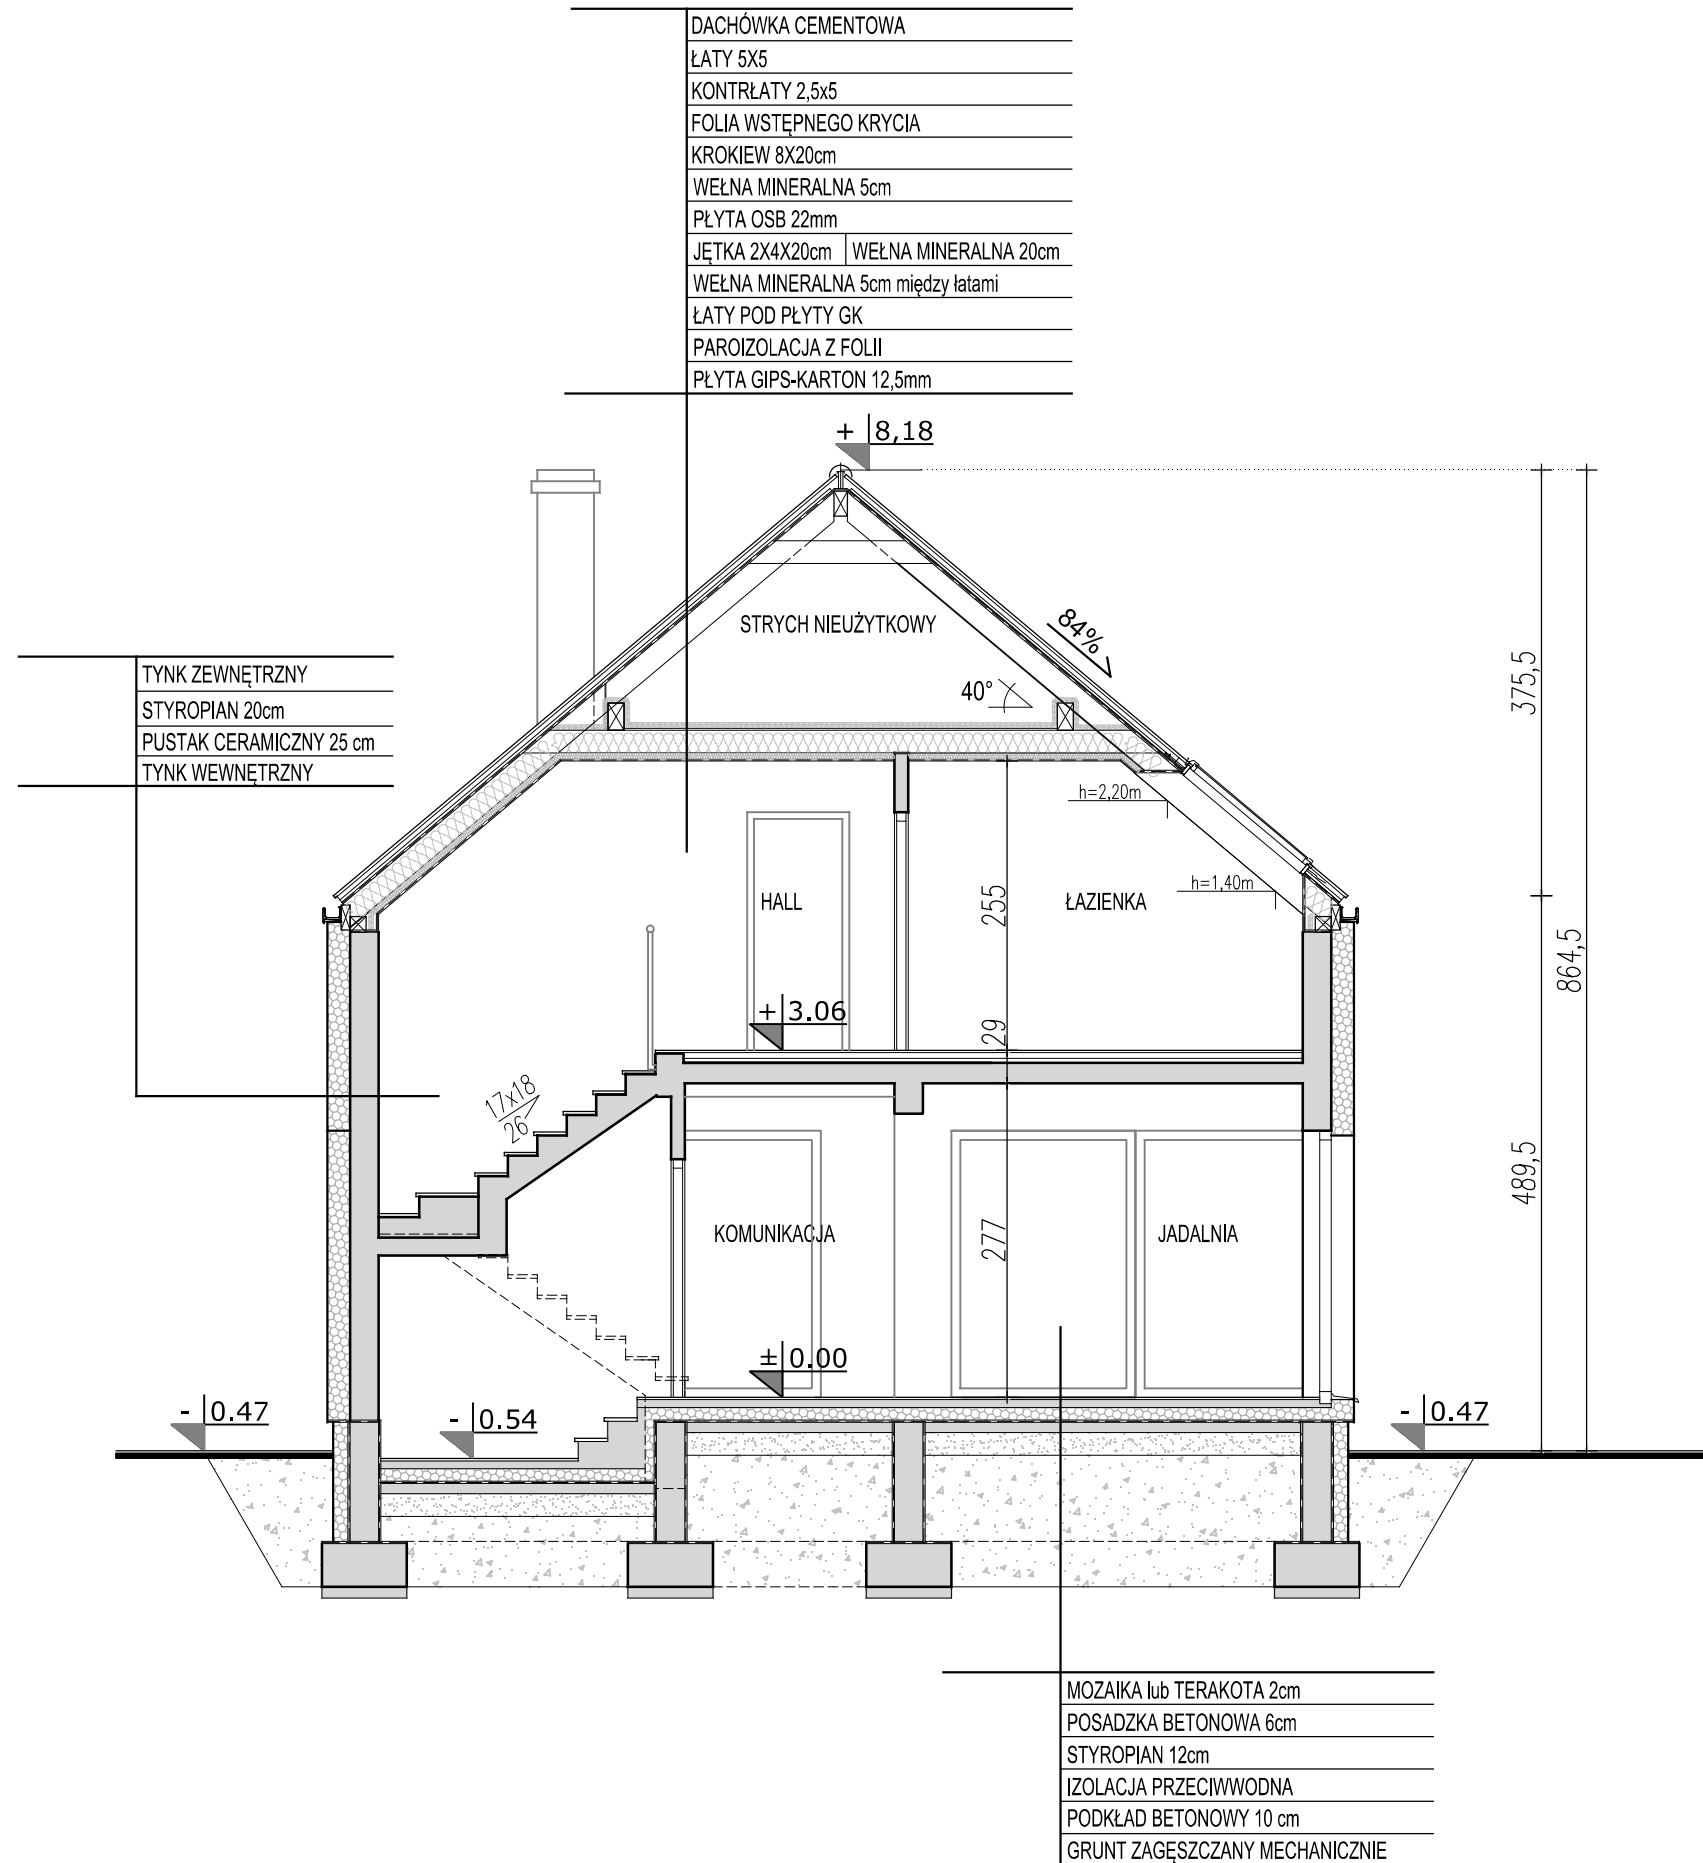 DACHÓWKA CEMENTOWA
ŁATY 5X5
KONTRŁATY 2,5x5
FOLIA WSTĘPNEGO KRYCIA
KROKIEW 8X20cm
WEŁNA MINERALNA 5cm
PŁYTA OSB 22mm
JĘTKA 2X4X20cm WEŁNA MINERALNA 20cm
WEŁNA MINERALNA 5cm między łatami
ŁATY POD PŁYTY GK
PAROIZOLACJA Z FOLII
PŁYTA GIPS-KARTON 12,5mm
+ 8,18
STRYCH NIEUŻYTKOWY
84%
40°
375,5
TYNK ZEWNĘTRZNY
STYROPIAN 20cm
PUSTAK CERAMICZNY 25 cm
TYNK WEWNĘTRZNY
h=2,20m
h=1,40m
HALL
255
ŁAZIENKA
864,5
+ 3.06
29
17x18
26
489,5
KOMUNIKACJA
277
JADALNIA
± 0.00
- 0.47
- 0.54
- 0.47
MOZAIKA lub TERAKOTA 2cm
POSADZKA BETONOWA 6cm
STYROPIAN 12cm
IZOLACJA PRZECIWWODNA
PODKŁAD BETONOWY 10 cm
GRUNT ZAGĘSZCZANY MECHANICZNIE